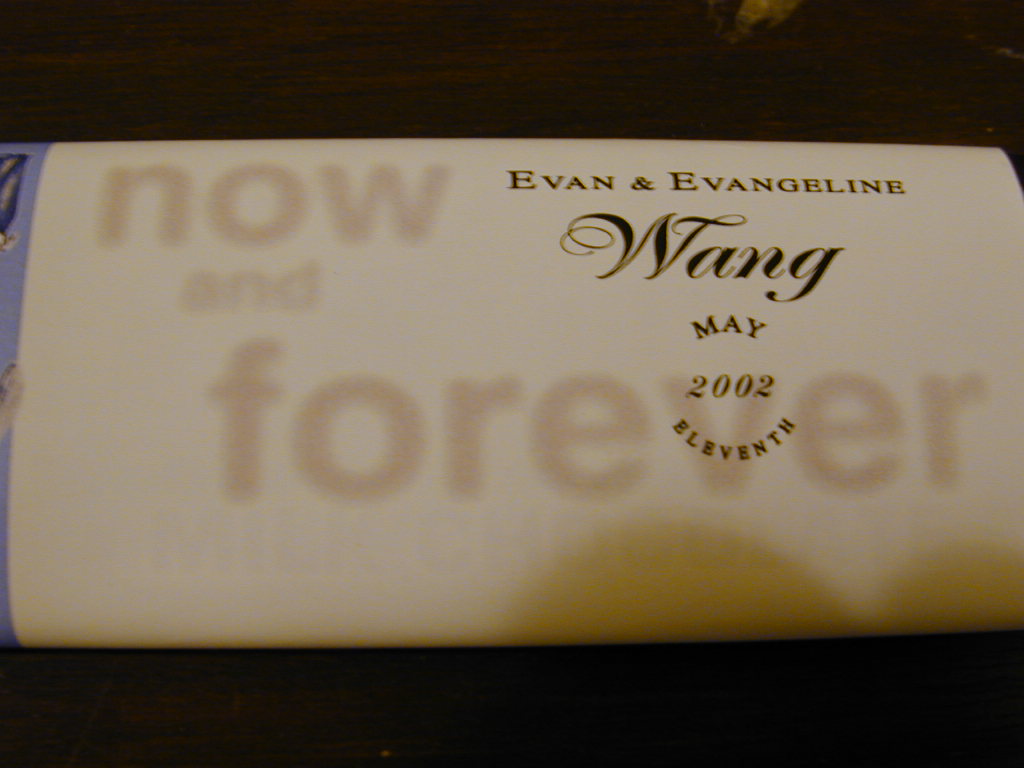 now
and
forever
EVAN & EVANGELINE
Wang
MAY
2002
ELEVENTH